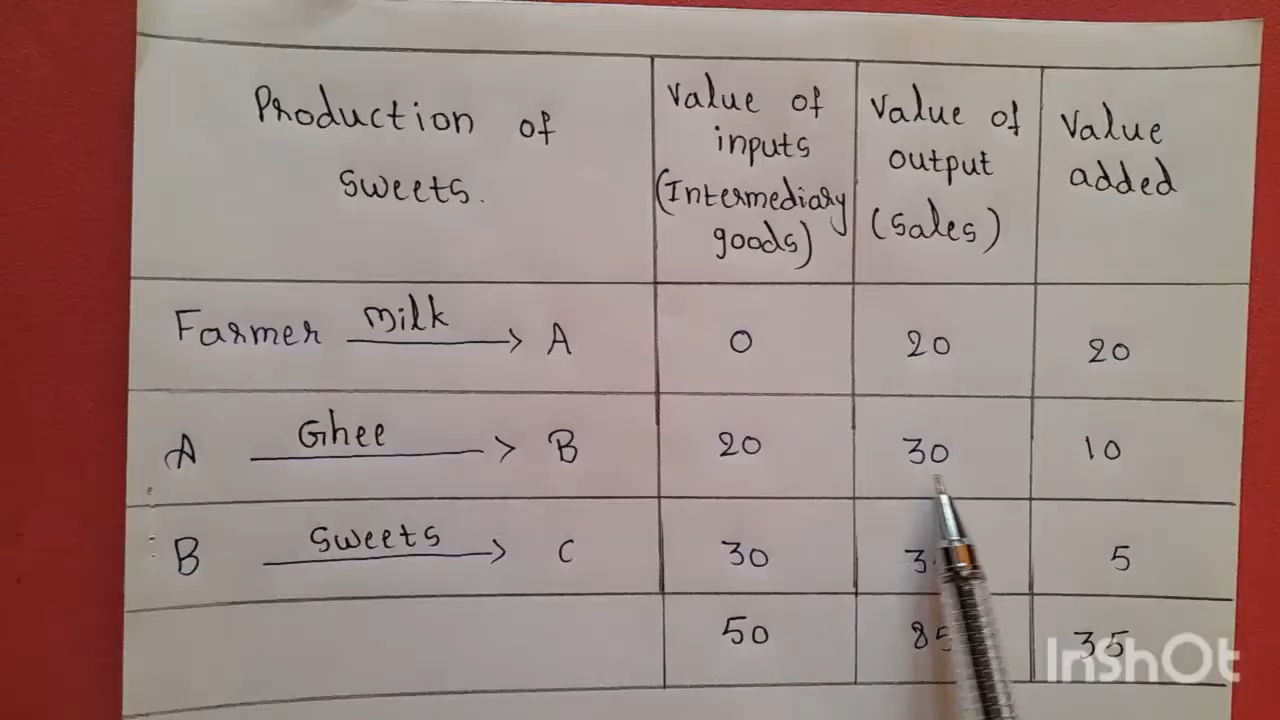 Production of
sweets.
Value of
inputs
(Intermediary
goods)
Value of
output
(sales)
Value
added
Farmer milk A
0
20
20
A Ghee B
20
30
10
B Sweets C
30
5
50
35
InShOt